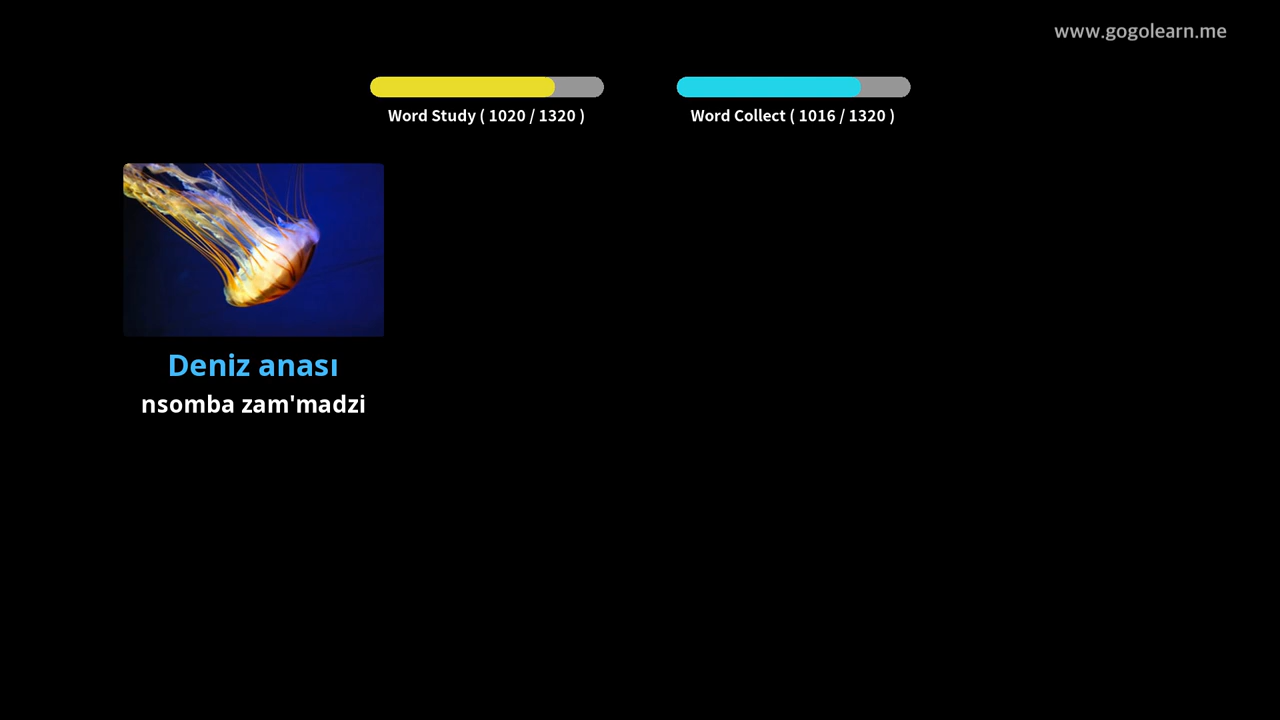 www.gogolearn.me
Word Study ( 1020 / 1320 )
Word Collect ( 1016 / 1320 )
Deniz anası
nsomba zam'madzi